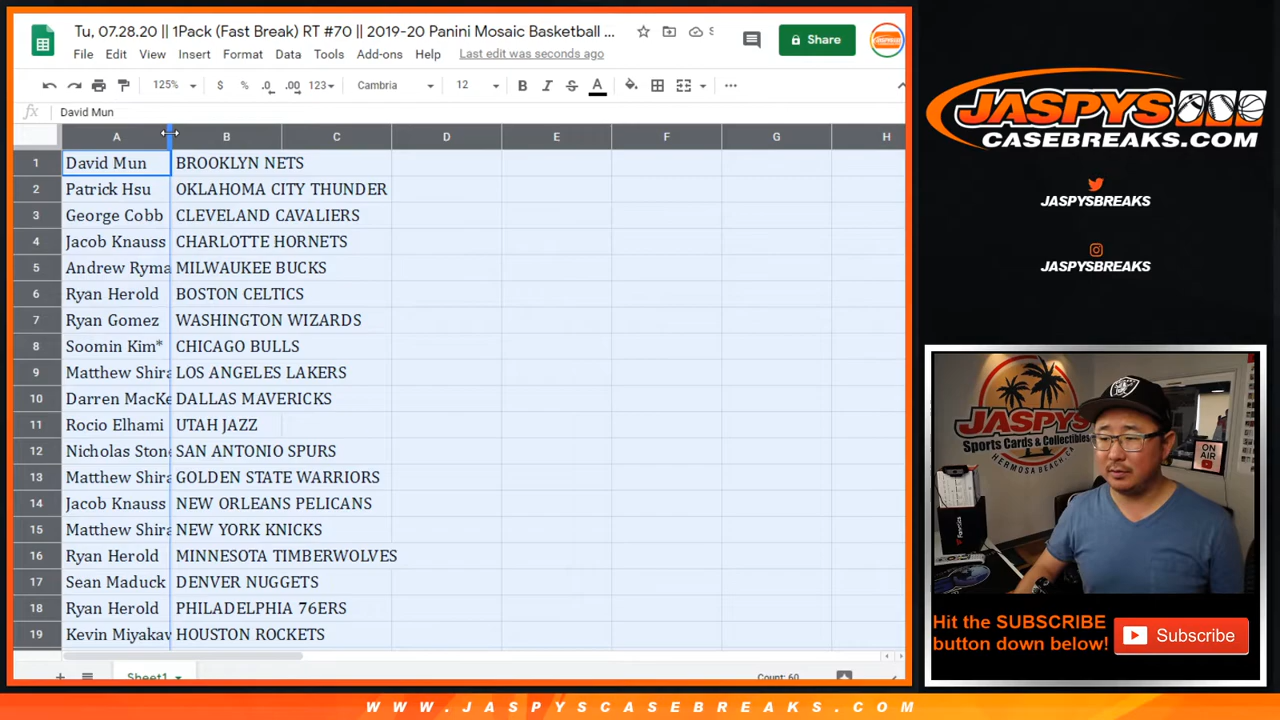 Tu, 07.28.20 || 1Pack (Fast Break) RT #70 || 2019-20 Panini Mosaic Basketball ...
File Edit View Insert Format Data Tools Add-ons Help Last edit was seconds ago
Share
125% $ % .0 .00 123 Cambria 12 B I S A
fx David Mun
A B C D E F G H
1 David Mun BROOKLYN NETS
2 Patrick Hsu OKLAHOMA CITY THUNDER
3 George Cobb CLEVELAND CAVALIERS
4 Jacob Knauss CHARLOTTE HORNETS
5 Andrew Ryma MILWAUKEE BUCKS
6 Ryan Herold BOSTON CELTICS
7 Ryan Gomez WASHINGTON WIZARDS
8 Soomin Kim* CHICAGO BULLS
9 Matthew Shira LOS ANGELES LAKERS
10 Darren MacKe DALLAS MAVERICKS
11 Rocio Elhami UTAH JAZZ
12 Nicholas Stone SAN ANTONIO SPURS
13 Matthew Shira GOLDEN STATE WARRIORS
14 Jacob Knauss NEW ORLEANS PELICANS
15 Matthew Shira NEW YORK KNICKS
16 Ryan Herold MINNESOTA TIMBERWOLVES
17 Sean Maduck DENVER NUGGETS
18 Ryan Herold PHILADELPHIA 76ERS
19 Kevin Miyakaw HOUSTON ROCKETS
Sheet1 Count: 60
JASPYS
CASEBREAKS.COM
JASPYSBREAKS
JASPYSBREAKS
JASPYS
Sports Cards & Collectibles
HERMOSA BEACH, CA
ON
AIR
Fanatics
Hit the SUBSCRIBE
button down below!
Subscribe
WWW.JASPYSCASEBREAKS.COM